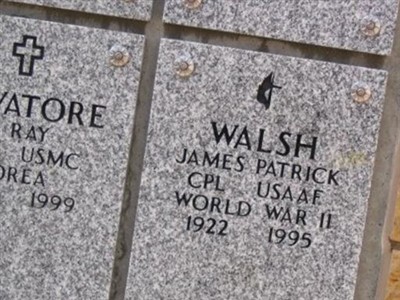 VATORE
RAY
USMC
OREA
1999
WALSH
JAMES PATRICK
CPL USAAF
WORLD WAR II
1922 1995